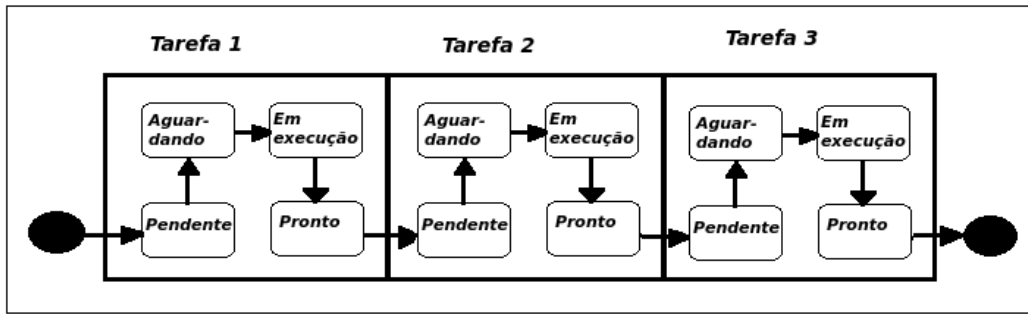 Tarefa 1
Aguar-
dando
Em
execução
Pendente
Pronto
Tarefa 2
Aguar-
dando
Em
execução
Pendente
Pronto
Tarefa 3
Aguar-
dando
Em
execução
Pendente
Pronto